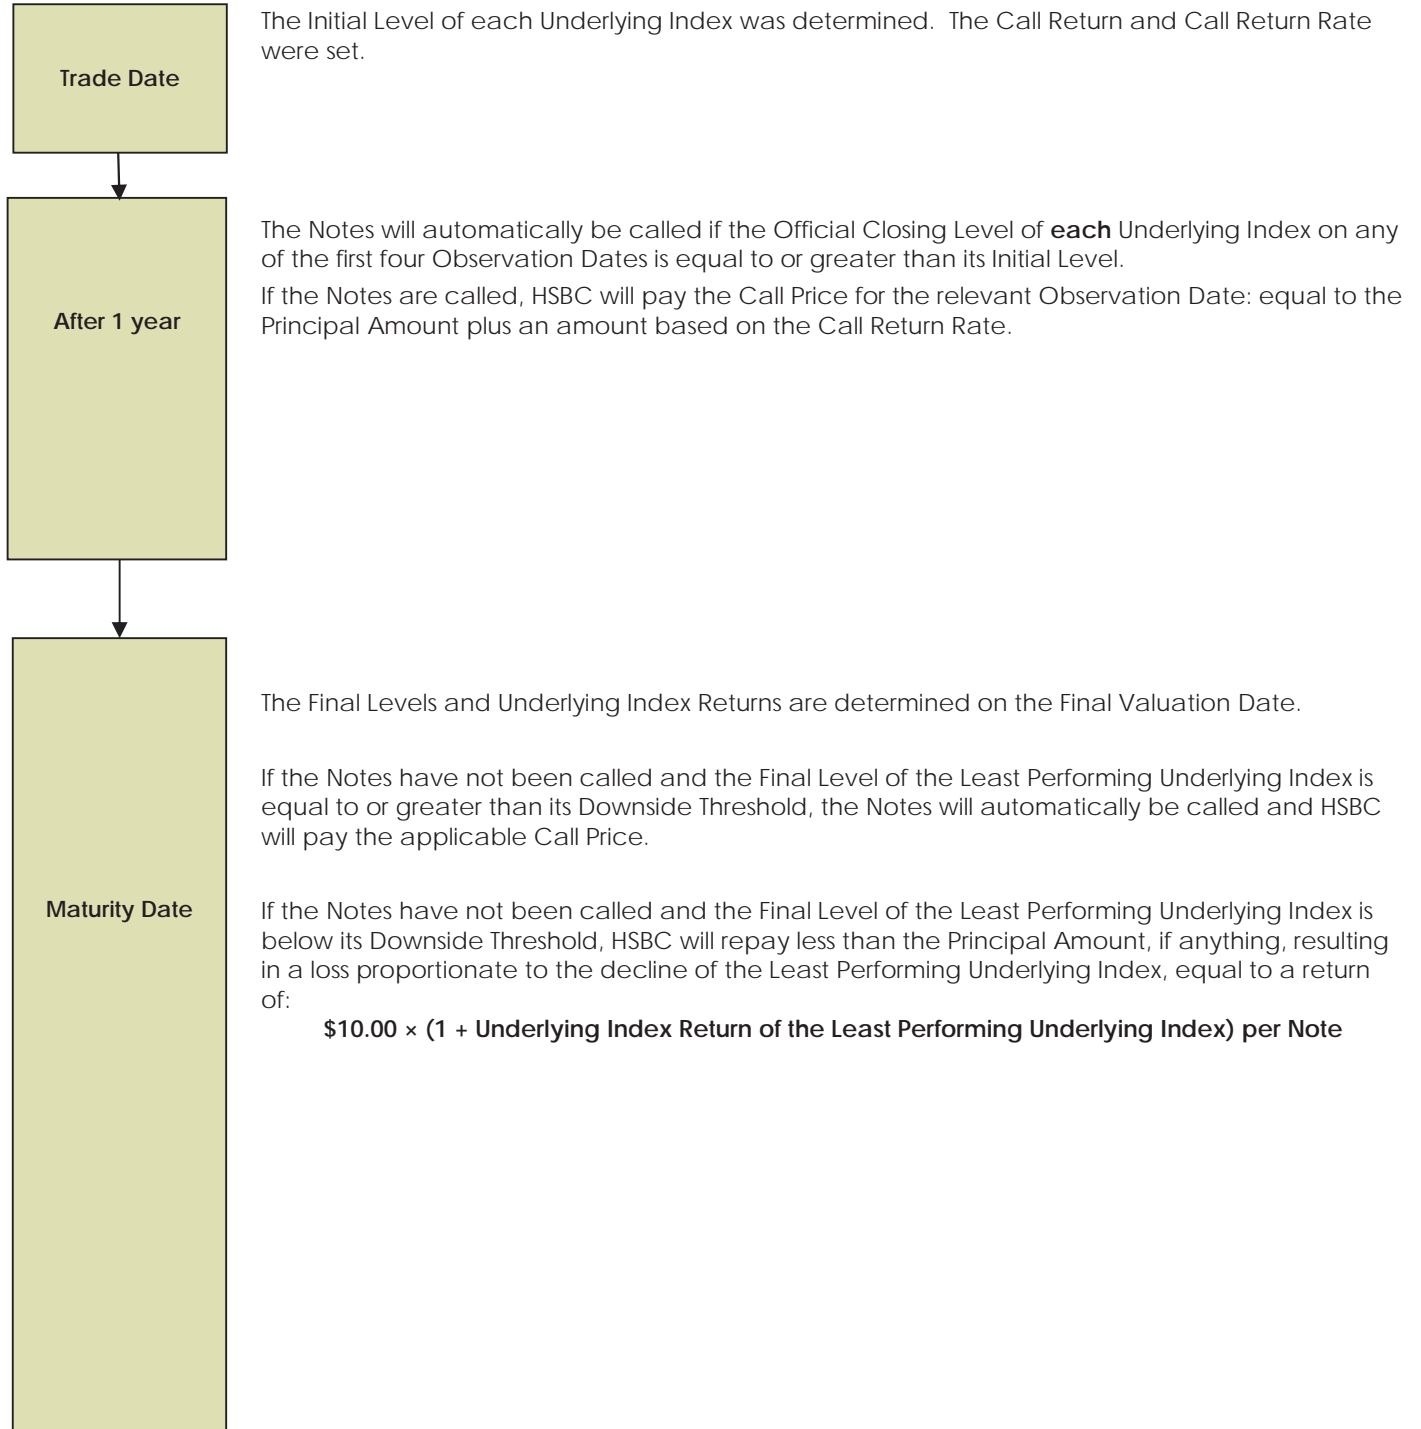 Trade Date
The Initial Level of each Underlying Index was determined.  The Call Return and Call Return Rate
were set.
After 1 year
The Notes will automatically be called if the Official Closing Level of each Underlying Index on any
of the first four Observation Dates is equal to or greater than its Initial Level.
If the Notes are called, HSBC will pay the Call Price for the relevant Observation Date: equal to the
Principal Amount plus an amount based on the Call Return Rate.
Maturity Date
The Final Levels and Underlying Index Returns are determined on the Final Valuation Date.
If the Notes have not been called and the Final Level of the Least Performing Underlying Index is
equal to or greater than its Downside Threshold, the Notes will automatically be called and HSBC
will pay the applicable Call Price.
If the Notes have not been called and the Final Level of the Least Performing Underlying Index is
below its Downside Threshold, HSBC will repay less than the Principal Amount, if anything, resulting
in a loss proportionate to the decline of the Least Performing Underlying Index, equal to a return
of:
$10.00 × (1 + Underlying Index Return of the Least Performing Underlying Index) per Note